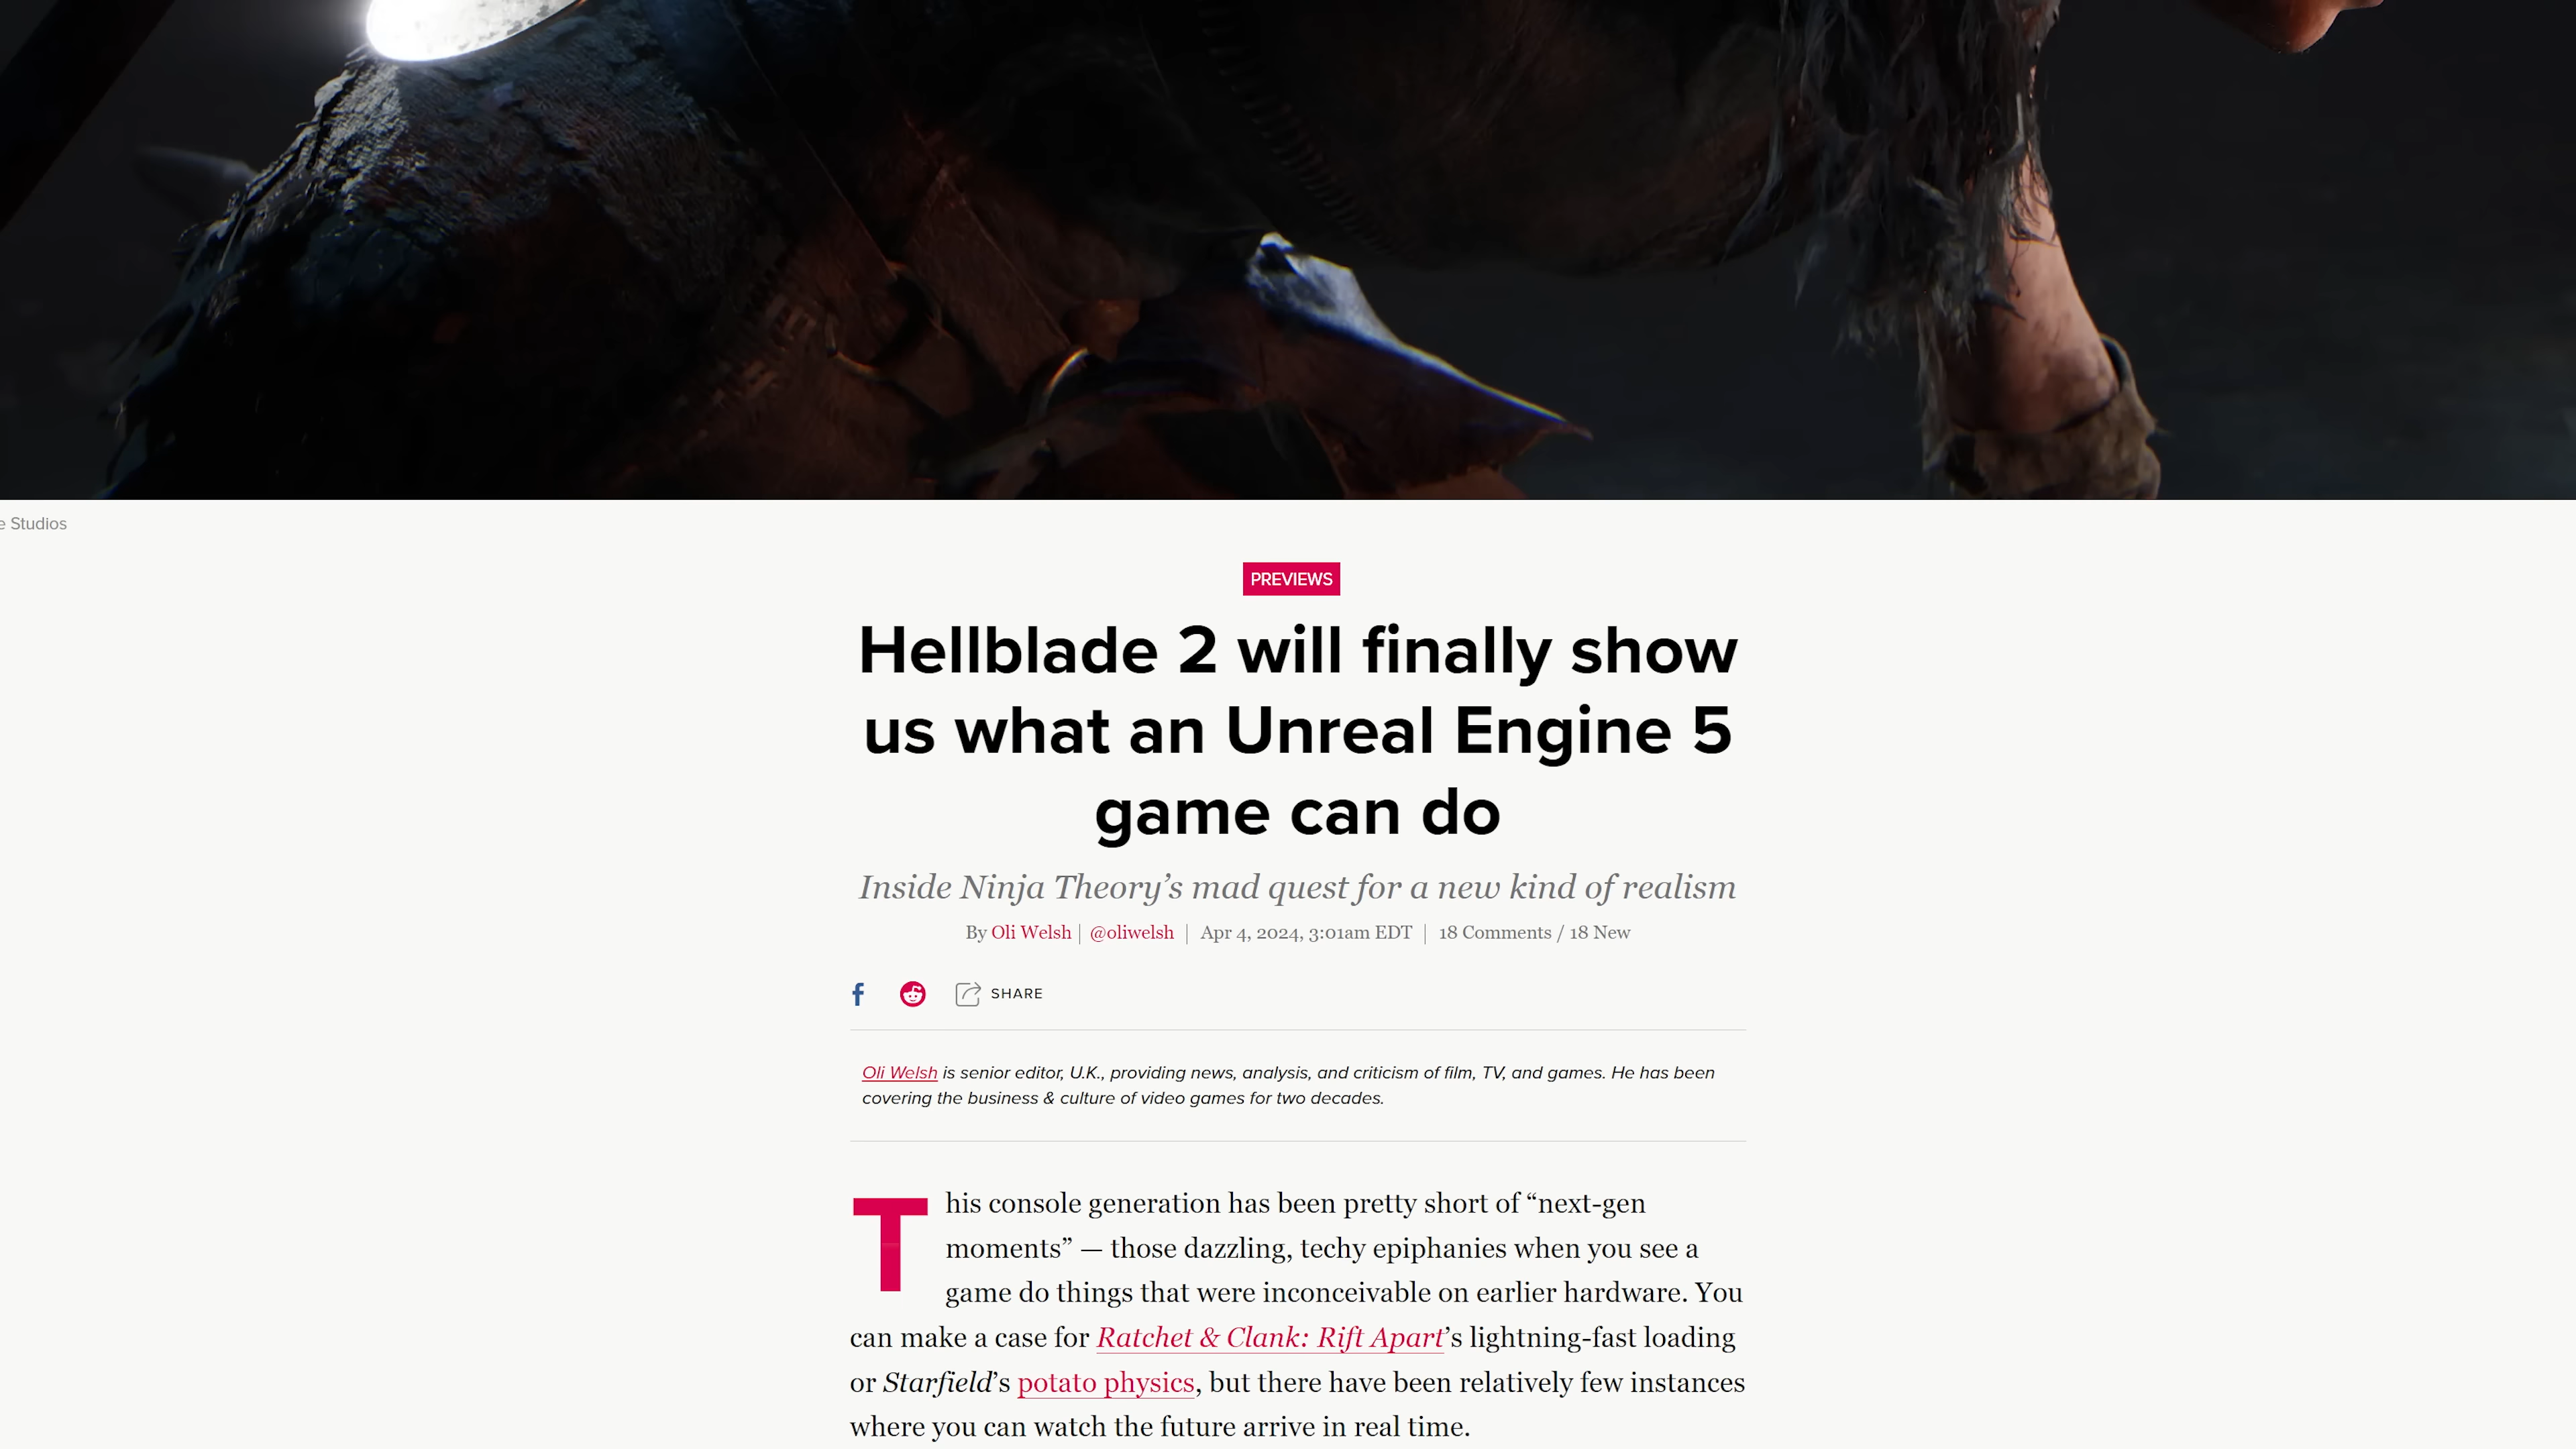 e Studios
PREVIEWS
Hellblade 2 will finally show
us what an Unreal Engine 5
game can do
Inside Ninja Theory’s mad quest for a new kind of realism
By Oli Welsh | @oliwelsh | Apr 4, 2024, 3:01am EDT | 18 Comments / 18 New
SHARE
Oli Welsh is senior editor, U.K., providing news, analysis, and criticism of film, TV, and games. He has been
covering the business & culture of video games for two decades.
This console generation has been pretty short of “next-gen
moments” — those dazzling, techy epiphanies when you see a
game do things that were inconceivable on earlier hardware. You
can make a case for Ratchet & Clank: Rift Apart’s lightning-fast loading
or Starfield’s potato physics, but there have been relatively few instances
where you can watch the future arrive in real time.